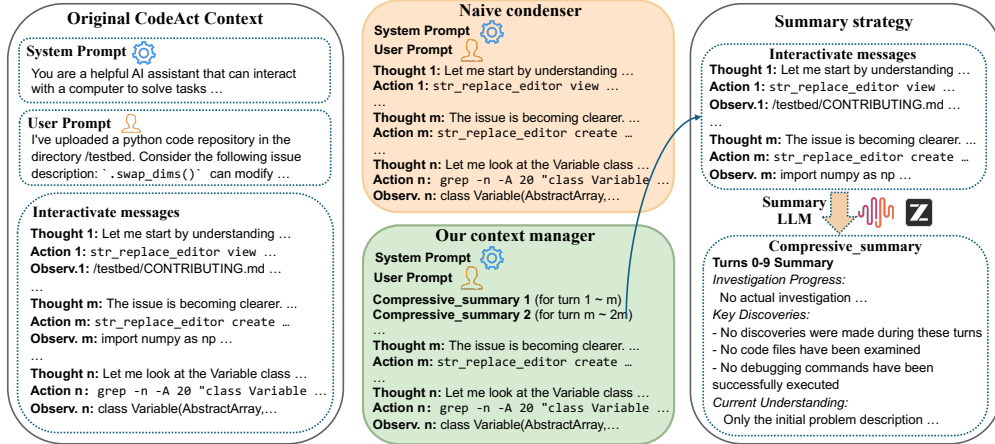 Original CodeAct Context
System Prompt
You are a helpful AI assistant that can interact
with a computer to solve tasks …
User Prompt
I've uploaded a python code repository in the
directory /testbed. Consider the following issue
description: `.swap_dims()` can modify …
Interactivate messages
Thought 1: Let me start by understanding …
Action 1: str_replace_editor view …
Observ.1: /testbed/CONTRIBUTING.md …
…
Thought m: The issue is becoming clearer. ...
Action m: str_replace_editor create …
Observ. m: import numpy as np …
…
Thought n: Let me look at the Variable class …
Action n: grep -n -A 20 "class Variable …
Observ. n: class Variable(AbstractArray,…
Naive condenser
System Prompt
User Prompt
Thought 1: Let me start by understanding …
Action 1: str_replace_editor view …
…
Thought m: The issue is becoming clearer. ...
Action m: str_replace_editor create …
…
Thought n: Let me look at the Variable class …
Action n: grep -n -A 20 "class Variable …
Observ. n: class Variable(AbstractArray,…
Our context manager
System Prompt
User Prompt
Compressive_summary 1 (for turn 1 ~ m)
Compressive_summary 2 (for turn m ~ 2m)
…
Thought m: The issue is becoming clearer. ...
Action m: str_replace_editor create …
…
Thought n: Let me look at the Variable class …
Action n: grep -n -A 20 "class Variable …
Observ. n: class Variable(AbstractArray,…
Summary strategy
Interactivate messages
Thought 1: Let me start by understanding …
Action 1: str_replace_editor view …
Observ.1: /testbed/CONTRIBUTING.md …
…
Thought m: The issue is becoming clearer. ...
Action m: str_replace_editor create …
Observ. m: import numpy as np …
Summary
LLM
Z
Compressive_summary
Turns 0-9 Summary
Investigation Progress:
No actual investigation …
Key Discoveries:
- No discoveries were made during these turns
- No code files have been examined
- No debugging commands have been
successfully executed
Current Understanding:
Only the initial problem description …